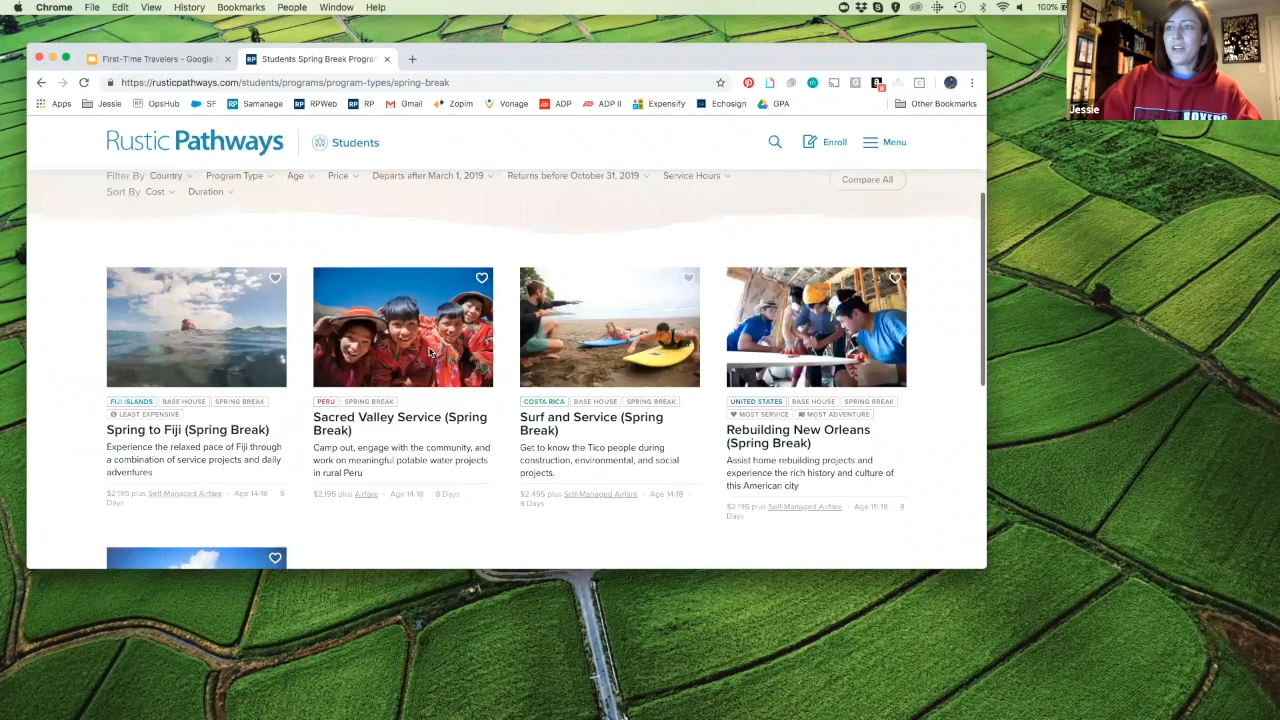 Chrome File Edit View History Bookmarks People Window Help 100%
First-Time Travelers - Google S
Students Spring Break Program
https://rusticpathways.com/students/programs/program-types/spring-break
Apps Jessie OpsHub SF Samanage RPWeb RP Gmail Zopim Vonage ADP ADP II Expensify Echosign GPA Other Bookmarks
Jessie
Rustic Pathways Students Enroll Menu
Filter By Country Program Type Age Price Departs after March 1, 2019 Returns before October 31, 2019 Service Hours Compare All
Sort By Cost Duration
FIJI ISLANDS BASE HOUSE SPRING BREAK
LEAST EXPENSIVE
Spring to Fiji (Spring Break)
Experience the relaxed pace of Fiji through
a combination of service projects and daily
adventures
$2,195 plus Self-Managed Airfare · Age 14-18 · 9
Days
PERU SPRING BREAK
Sacred Valley Service (Spring
Break)
Camp out, engage with the community, and
work on meaningful potable water projects
in rural Peru
$2,195 plus Airfare · Age 14-18 · 8 Days
COSTA RICA BASE HOUSE SPRING BREAK
Surf and Service (Spring
Break)
Get to know the Tico people during
construction, environmental, and social
projects.
$2,495 plus Self-Managed Airfare · Age 14-18 ·
8 Days
UNITED STATES BASE HOUSE SPRING BREAK
MOST SERVICE MOST ADVENTURE
Rebuilding New Orleans
(Spring Break)
Assist home rebuilding projects and
experience the rich history and culture of
this American city
$2,195 plus Self-Managed Airfare · Age 15-18 · 8
Days